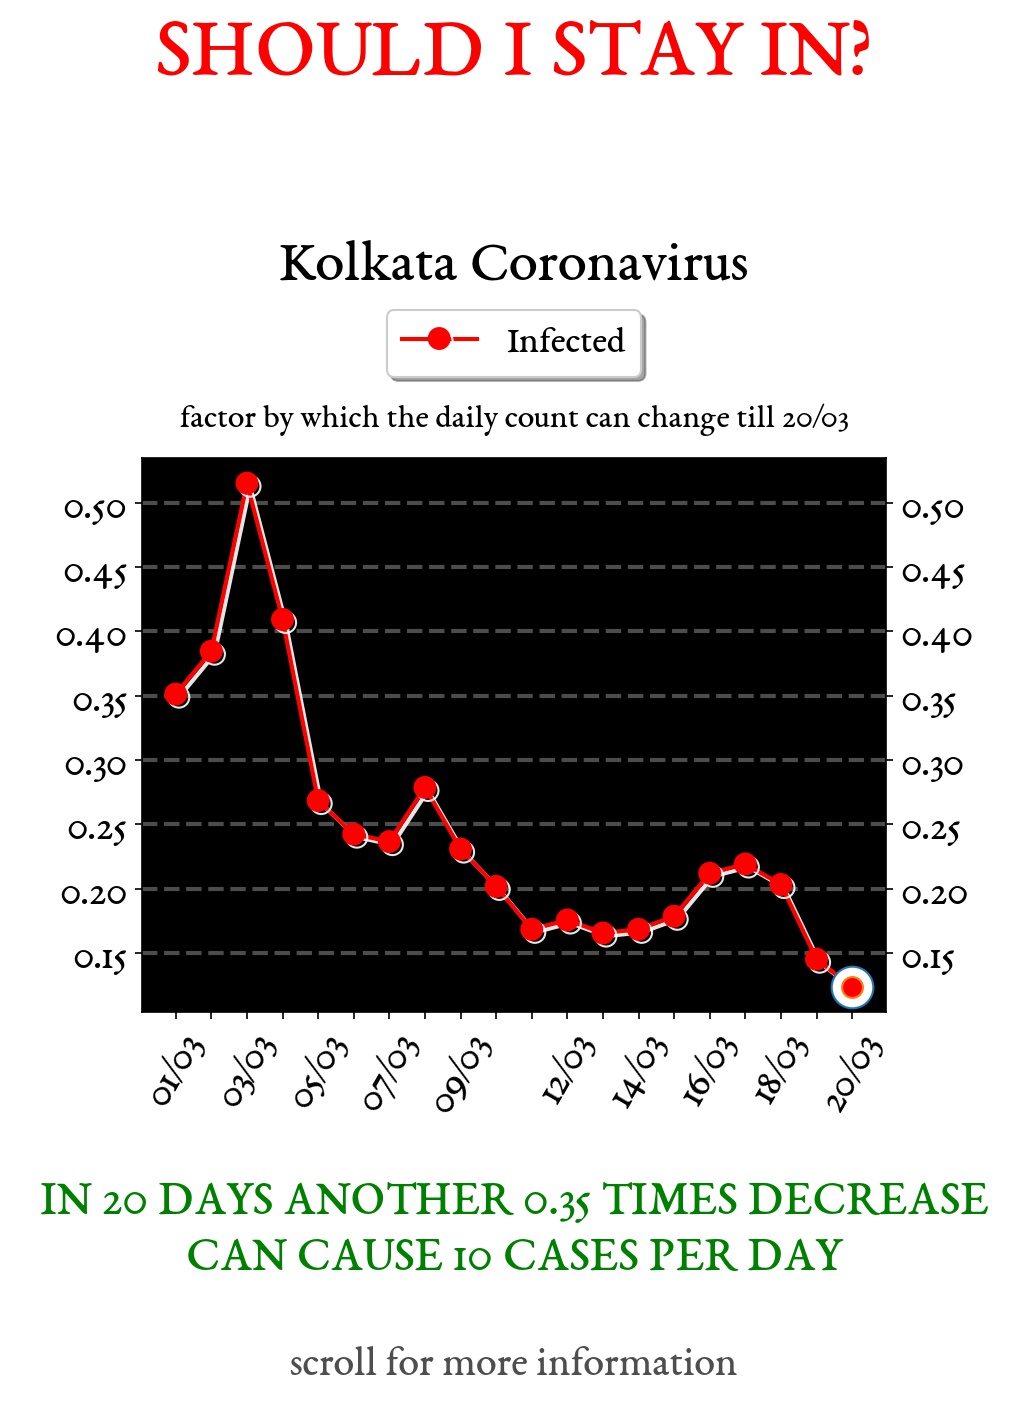 SHOULD I STAY IN?
Kolkata Coronavirus
Infected
factor by which the daily count can change till 20/03
0.50 0.50
0.45 0.45
0.40 0.40
0.35 0.35
0.30 0.30
0.25 0.25
0.20 0.20
0.15 0.15
01/03 03/03 05/03 07/03 09/03 12/03 14/03 16/03 18/03 20/03
IN 20 DAYS ANOTHER 0.35 TIMES DECREASE
CAN CAUSE 10 CASES PER DAY
scroll for more information